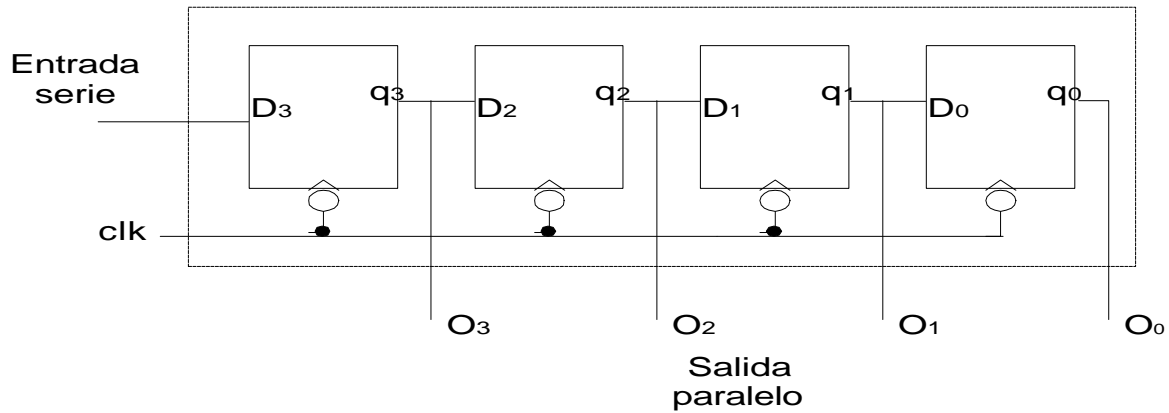 Entrada
serie
D3 q3 D2 q2 D1 q1 D0 q0
clk
O3 O2 O1 O0
Salida
paralelo